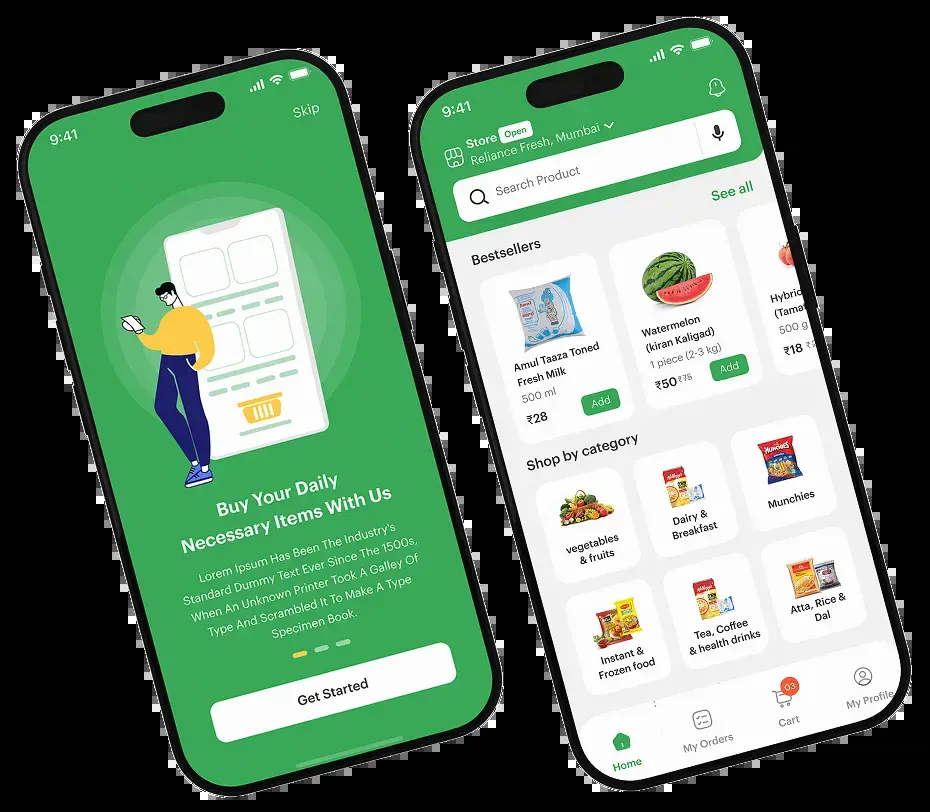 9:41
Skip
Buy Your Daily
Necessary Items With Us
Lorem Ipsum Has Been The Industry's
Standard Dummy Text Ever Since The 1500s,
When An Unknown Printer Took A Galley Of
Type And Scrambled It To Make A Type
Specimen Book.
Get Started
9:41
Store Open
Reliance Fresh, Mumbai
Search Product
See all
Bestsellers
Amul
Amul Taaza Toned
Fresh Milk
500 ml
₹28
Add
Watermelon
(kiran Kaligad)
1 piece (2-3 kg)
₹50 ₹75
Add
Hybrid
(Tama
500 g
₹18
Shop by category
vegetables
& fruits
Dairy &
Breakfast
MUNCHIES
Munchies
Instant &
Frozen food
Tea, Coffee
& health drinks
Atta, Rice &
Dal
Home
My Orders
03
Cart
My Profile